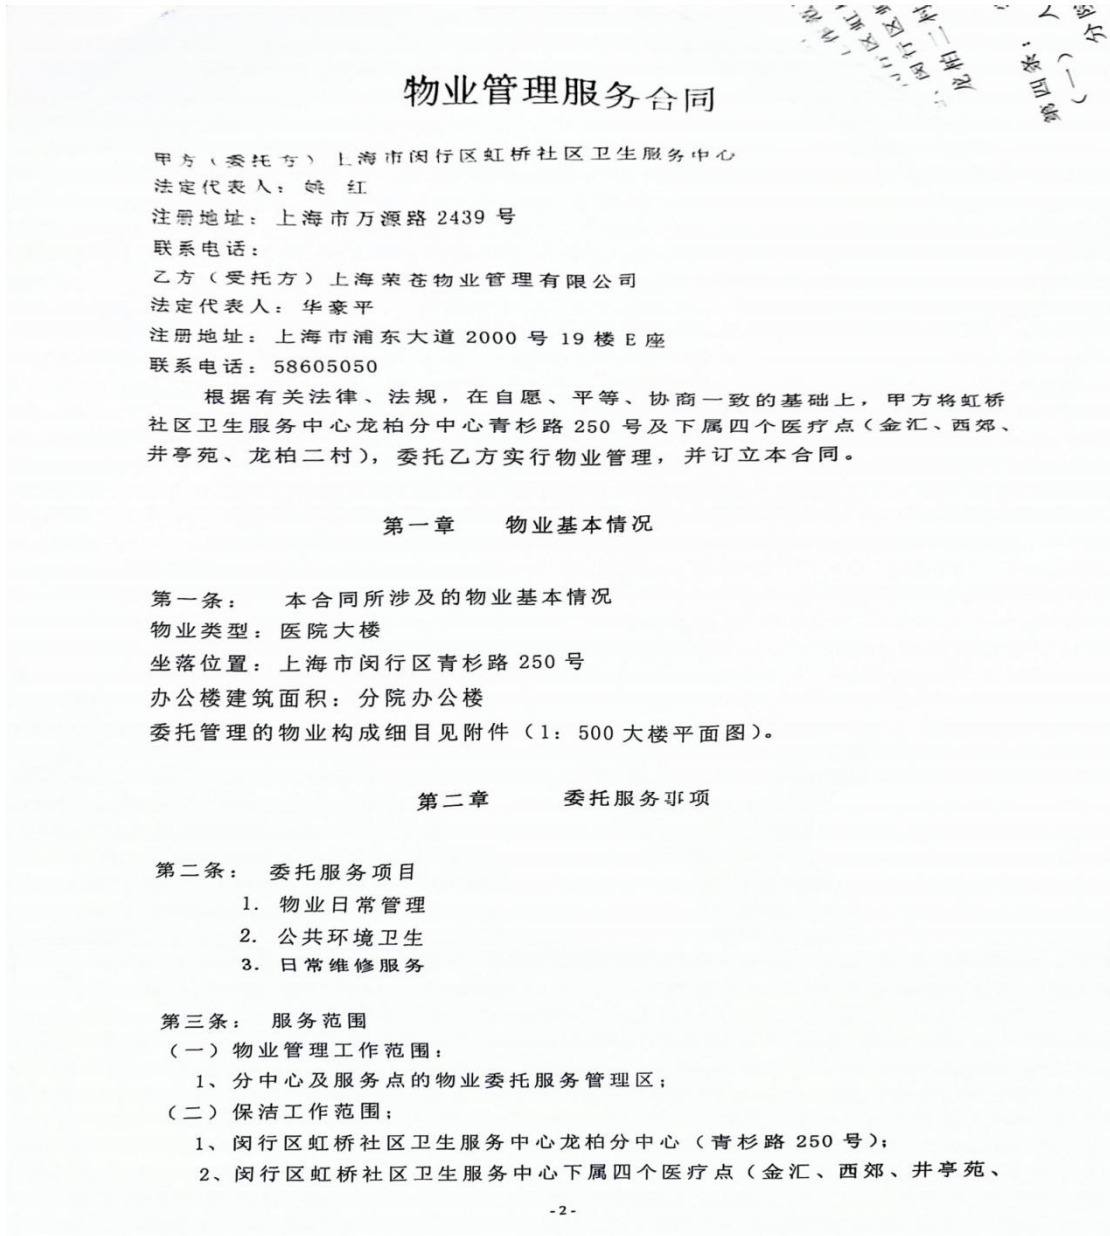 物业管理服务合同
甲方（委托方）上海市闵行区虹桥社区卫生服务中心
法定代表人：姚 红
注册地址：上海市万源路 2439 号
联系电话：
乙方（受托方）上海荣苍物业管理有限公司
法定代表人：华豪平
注册地址：上海市浦东大道 2000 号 19 楼 E 座
联系电话：58605050
根据有关法律、法规，在自愿、平等、协商一致的基础上，甲方将虹桥
社区卫生服务中心龙柏分中心青杉路 250 号及下属四个医疗点（金汇、西郊、
井亭苑、龙柏二村），委托乙方实行物业管理，并订立本合同。
第一章 物业基本情况
第一条： 本合同所涉及的物业基本情况
物业类型：医院大楼
坐落位置：上海市闵行区青杉路 250 号
办公楼建筑面积：分院办公楼
委托管理的物业构成细目见附件（1：500 大楼平面图）。
第二章 委托服务事项
第二条： 委托服务项目
1. 物业日常管理
2. 公共环境卫生
3. 日常维修服务
第三条： 服务范围
（一）物业管理工作范围：
1、分中心及服务点的物业委托服务管理区；
（二）保洁工作范围；
1、闵行区虹桥社区卫生服务中心龙柏分中心（青杉路 250 号）；
2、闵行区虹桥社区卫生服务中心下属四个医疗点（金汇、西郊、井亭苑、
-2-
龙柏二村
第四条：
（一）分